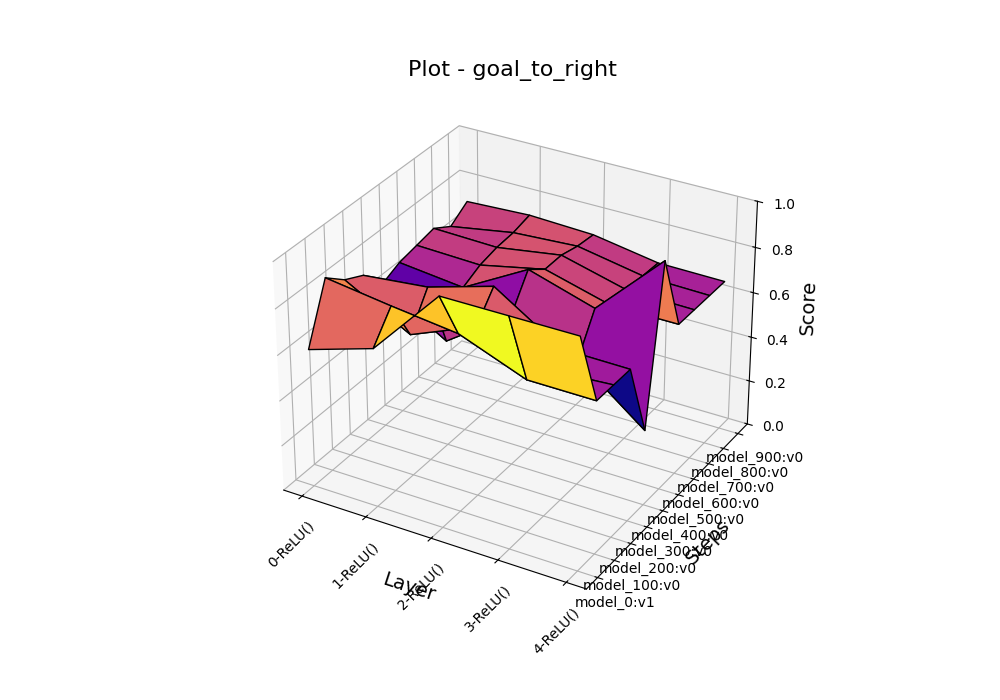 Plot - goal_to_right
1.0
0.8
0.6
0.4
0.2
0.0
Score
model_900:v0
model_800:v0
model_700:v0
model_600:v0
model_500:v0
model_400:v0
model_300:v0
model_200:v0
model_100:v0
model_0:v1
Steps
0-ReLU()
1-ReLU()
2-ReLU()
3-ReLU()
4-ReLU()
Layer